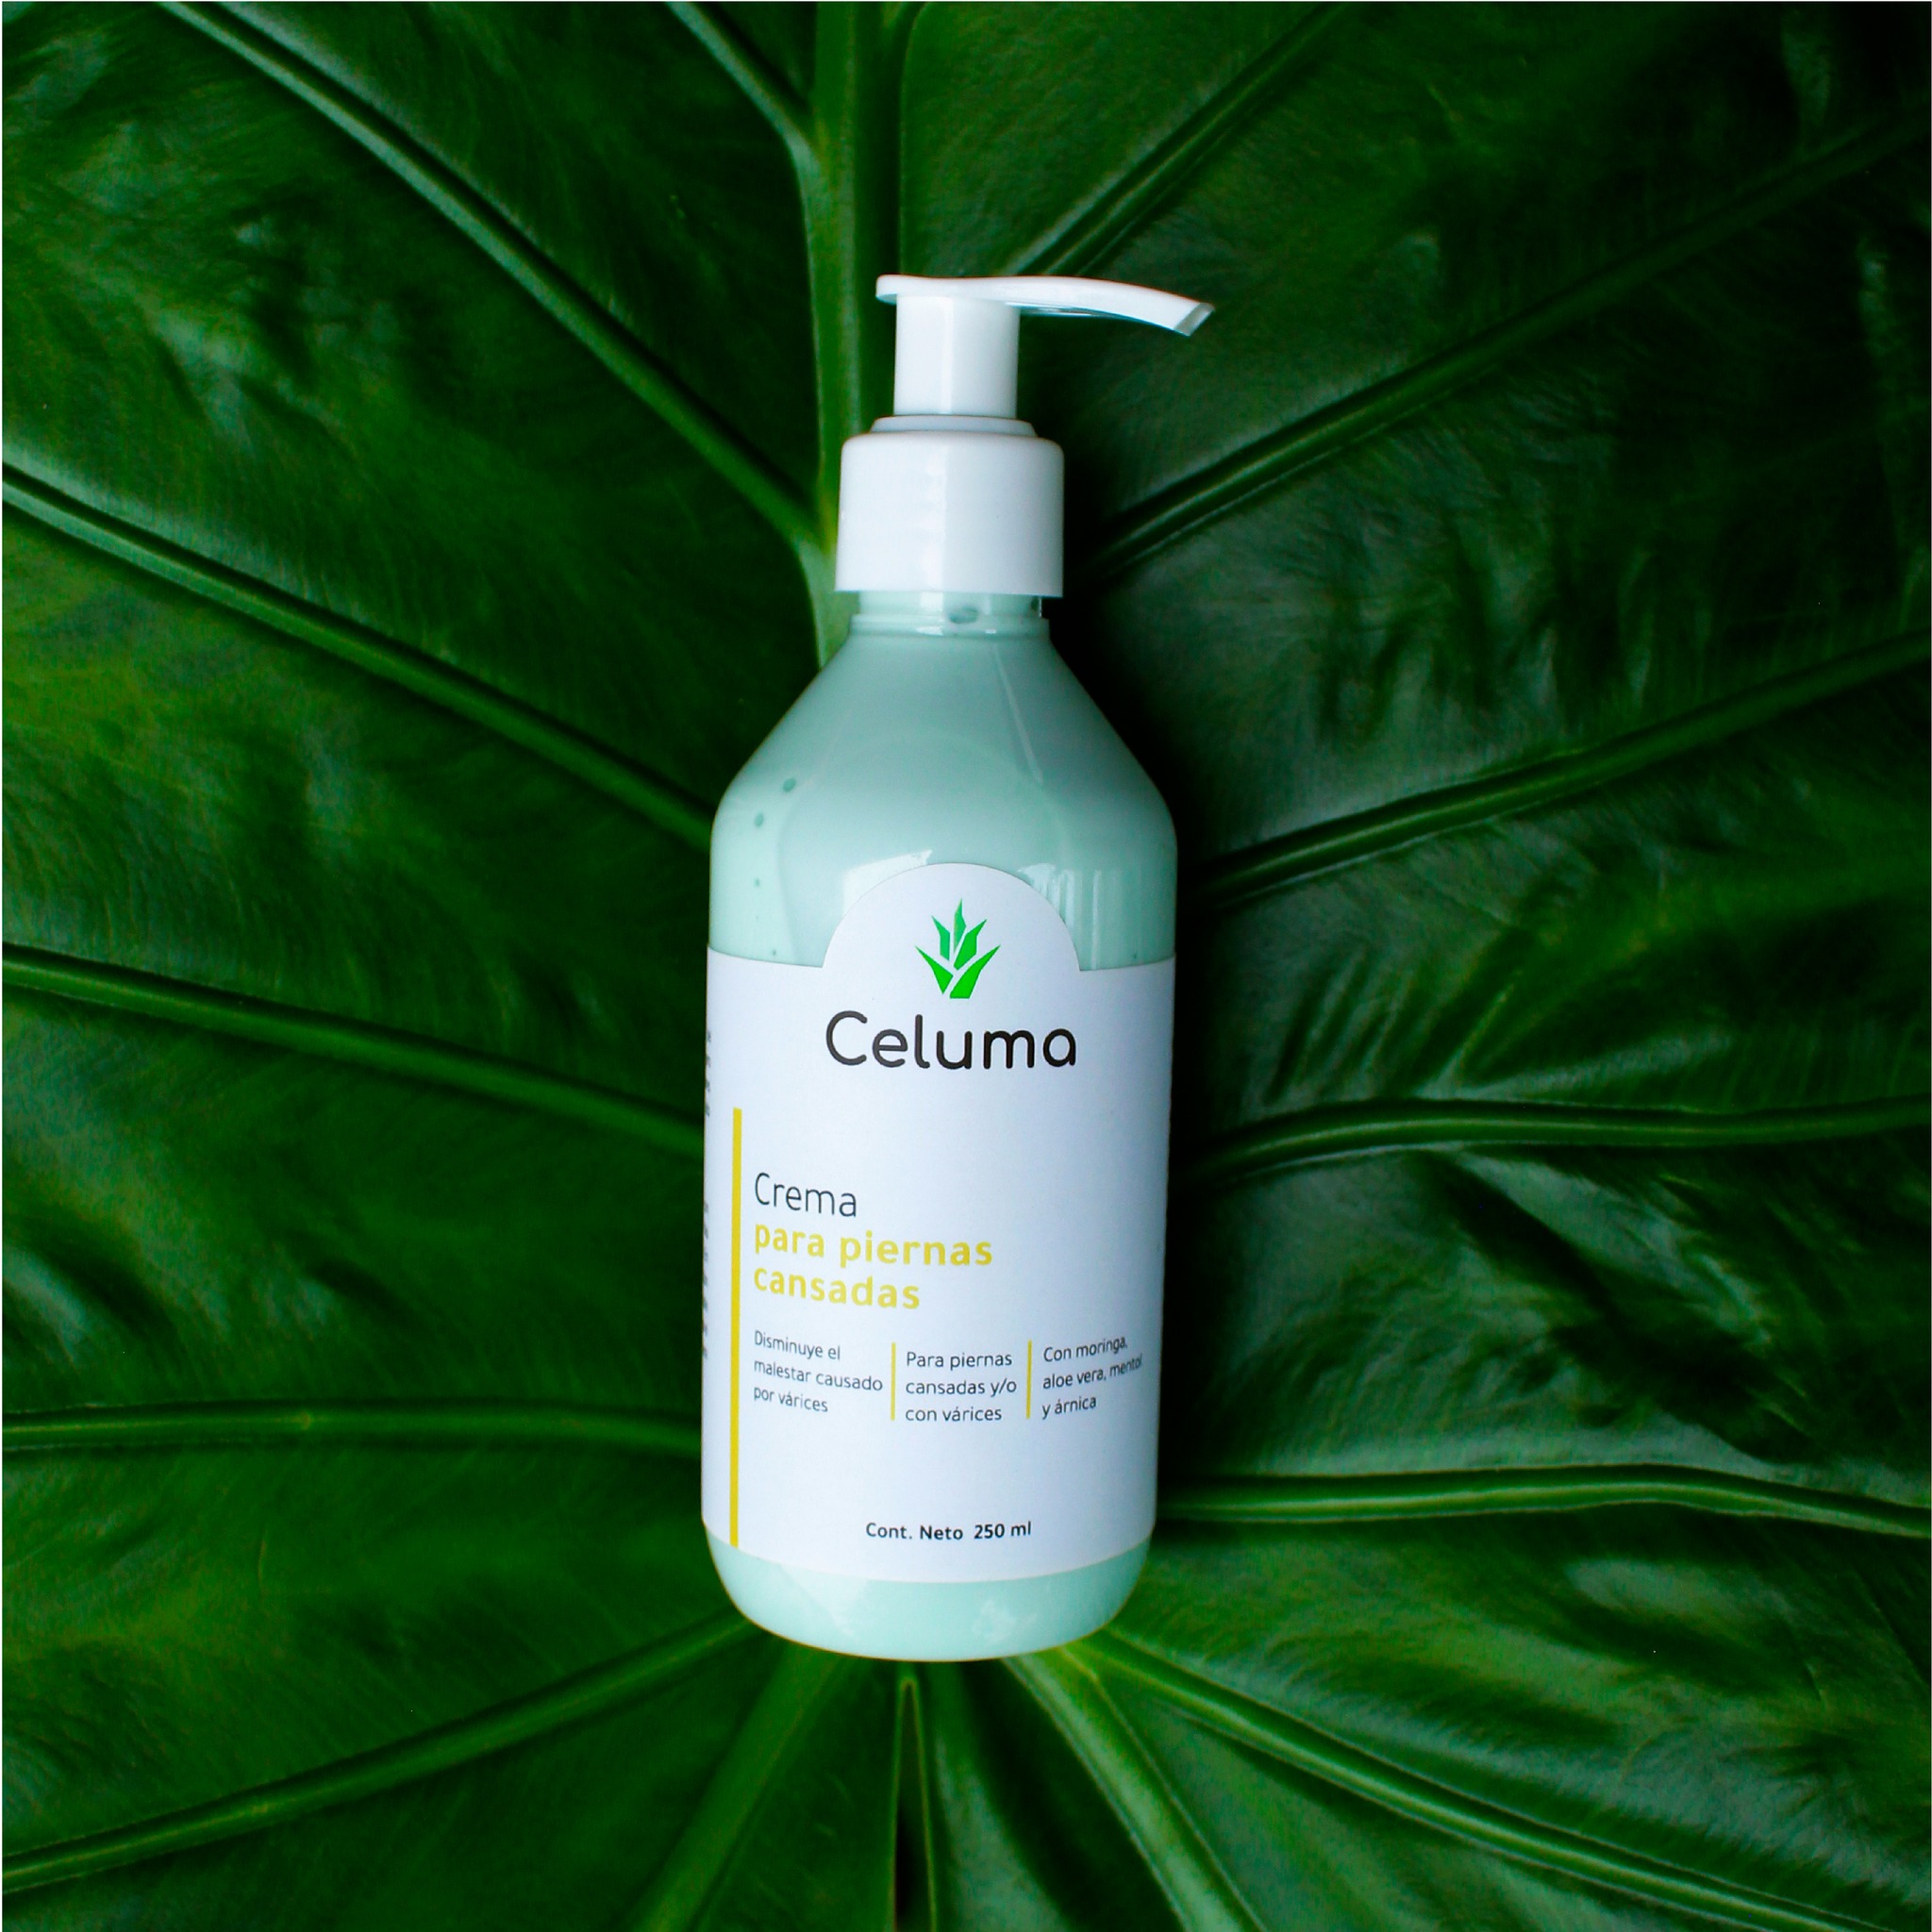 Celuma
Crema
para piernas
cansadas
Disminuye el
malestar causado
por várices
Para piernas
cansadas y/o
con várices
Con moringa,
aloe vera, mentol
y árnica
Cont. Neto 250 ml